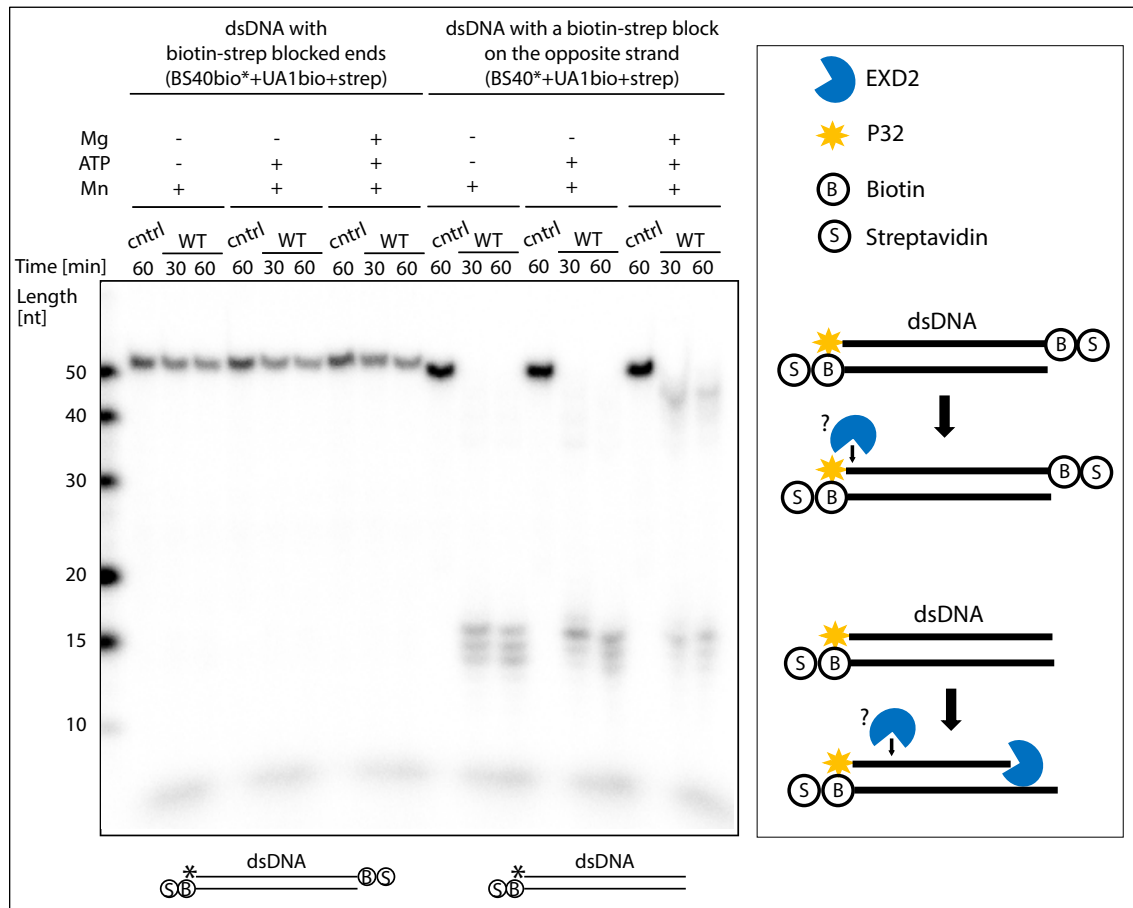 dsDNA with
biotin-strep blocked ends
(BS40bio*+UA1bio+strep)
dsDNA with a biotin-strep block
on the opposite strand
(BS40*+UA1bio+strep)
Mg - - + - - +
ATP - + + - + +
Mn + + + + + +
cntrl WT cntrl WT cntrl WT cntrl WT cntrl WT cntrl WT
Time [min] 60 30 60 60 30 60 60 30 60 60 30 60 60 30 60 60 30 60
Length
[nt]
50
40
30
20
15
10
* dsDNA B S
S B
* dsDNA
S B
EXD2
P32
B Biotin
S Streptavidin
dsDNA
B S
S B
?
B S
S B
dsDNA
S B
?
S B